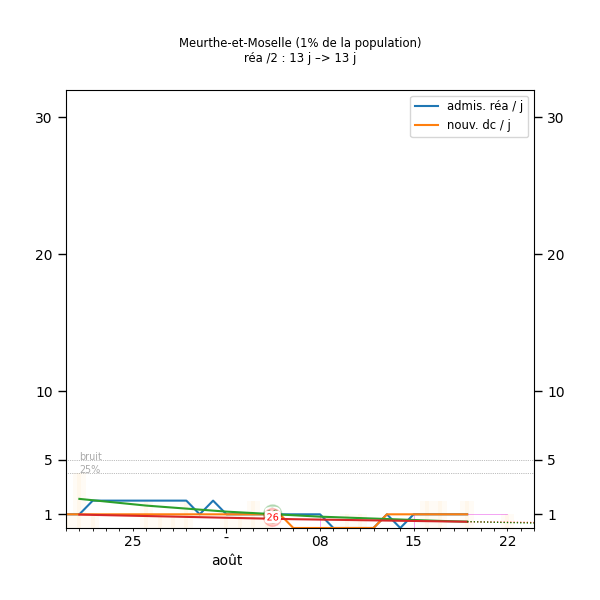 Meurthe-et-Moselle (1% de la population)
réa /2 : 13 j –> 13 j
admis. réa / j
nouv. dc / j
30 30
20 20
10 10
5 5
bruit
25%
1 1
26
25 - 08 15 22
août